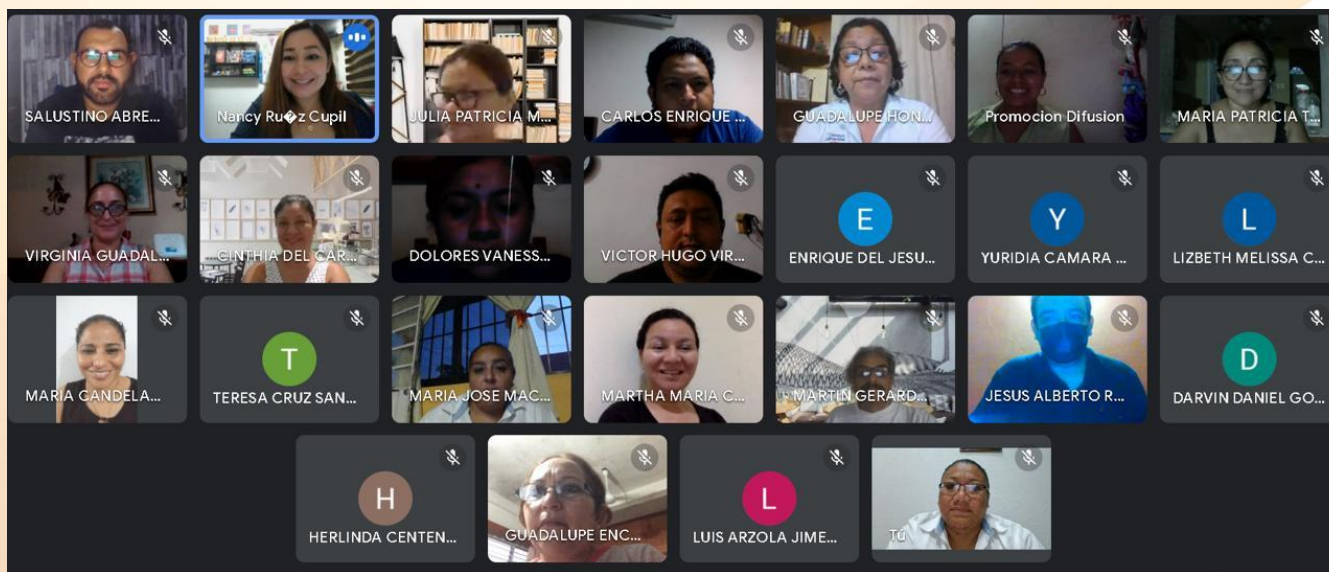 SALUSTINO ABRE...
Nancy Ru�z Cupil
JULIA PATRICIA M...
CARLOS ENRIQUE ...
GUADALUPE HON...
Promocion Difusion
MARIA PATRICIA T...
VIRGINIA GUADAL...
CINTHIA DEL CAR...
DOLORES VANESS...
VICTOR HUGO VIR...
E
ENRIQUE DEL JESU...
Y
YURIDIA CAMARA ...
L
LIZBETH MELISSA C...
MARIA CANDELA...
T
TERESA CRUZ SAN...
MARIA JOSE MAC...
MARTHA MARIA C...
MARTIN GERARD...
JESUS ALBERTO R...
D
DARVIN DANIEL GO...
H
HERLINDA CENTEN...
GUADALUPE ENC...
L
LUIS ARZOLA JIME...
Tú